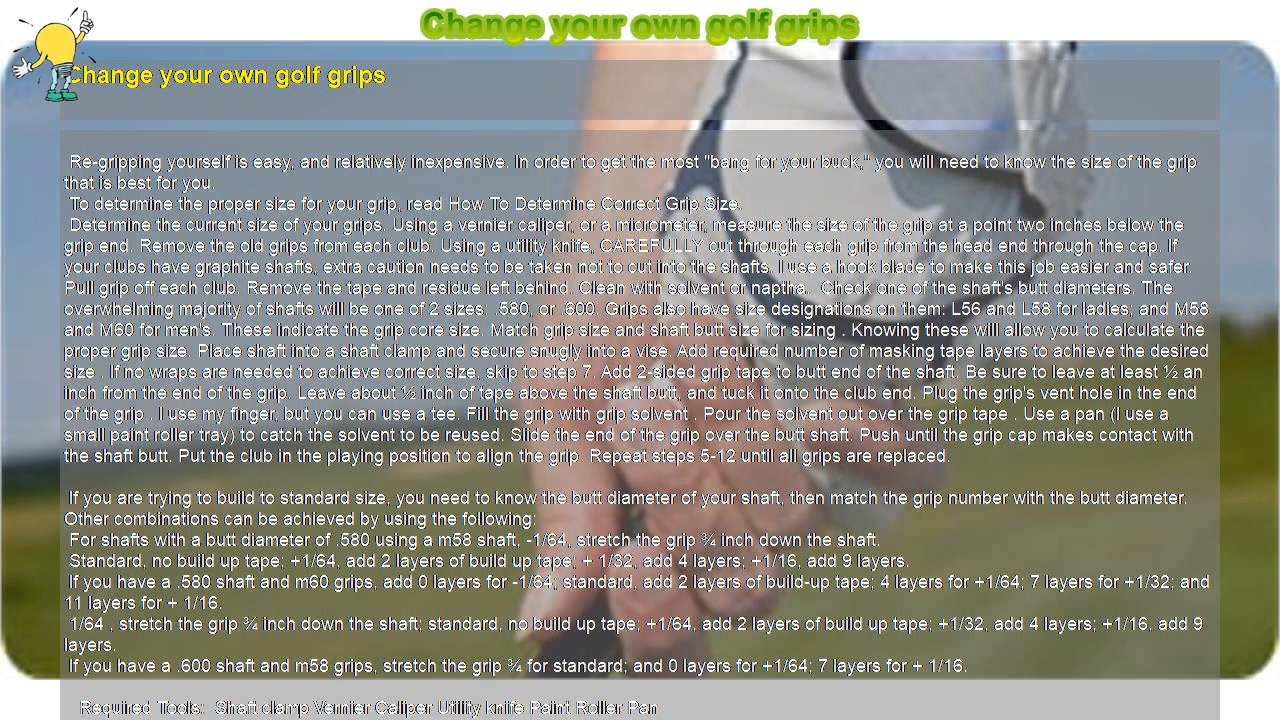 Change your own golf grips
Change your own golf grips
Re-gripping yourself is easy, and relatively inexpensive. In order to get the most "bang for your buck," you will need to know the size of the grip
that is best for you.
To determine the proper size for your grip, read How To Determine Correct Grip Size.
Determine the current size of your grips. Using a vernier caliper, or a micrometer, measure the size of the grip at a point two inches below the
grip end. Remove the old grips from each club. Using a utility knife, CAREFULLY cut through each grip from the head end through the cap. If
your clubs have graphite shafts, extra caution needs to be taken not to cut into the shafts. I use a hook blade to make this job easier and safer.
Pull grip off each club. Remove the tape and residue left behind. Clean with solvent or naptha.  Check one of the shaft's butt diameters. The
overwhelming majority of shafts will be one of 2 sizes: .580, or .600. Grips also have size designations on them: L56 and L58 for ladies; and M58
and M60 for men's. These indicate the grip core size. Match grip size and shaft butt size for sizing . Knowing these will allow you to calculate the
proper grip size. Place shaft into a shaft clamp and secure snugly into a vise. Add required number of masking tape layers to achieve the desired
size . If no wraps are needed to achieve correct size, skip to step 7. Add 2-sided grip tape to butt end of the shaft. Be sure to leave at least ½ an
inch from the end of the grip. Leave about ½ inch of tape above the shaft butt, and tuck it onto the club end. Plug the grip's vent hole in the end
of the grip . I use my finger, but you can use a tee. Fill the grip with grip solvent . Pour the solvent out over the grip tape . Use a pan (I use a
small paint roller tray) to catch the solvent to be reused. Slide the end of the grip over the butt shaft. Push until the grip cap makes contact with
the shaft butt. Put the club in the playing position to align the grip  Repeat steps 5-12 until all grips are replaced.
If you are trying to build to standard size, you need to know the butt diameter of your shaft, then match the grip number with the butt diameter.
Other combinations can be achieved by using the following:
For shafts with a butt diameter of .580 using a m58 shaft, -1/64, stretch the grip ¾ inch down the shaft.
Standard, no build up tape; +1/64, add 2 layers of build up tape; + 1/32, add 4 layers; +1/16, add 9 layers.
If you have a .580 shaft and m60 grips, add 0 layers for -1/64; standard, add 2 layers of build-up tape; 4 layers for +1/64; 7 layers for +1/32; and
11 layers for + 1/16.
1/64 , stretch the grip ¾ inch down the shaft; standard, no build up tape; +1/64, add 2 layers of build up tape; +1/32, add 4 layers; +1/16, add 9
layers.
If you have a .600 shaft and m58 grips, stretch the grip ¾ for standard; and 0 layers for +1/64; 7 layers for + 1/16.
Required Tools:  Shaft clamp Vernier Caliper Utility knife Paint Roller Pan